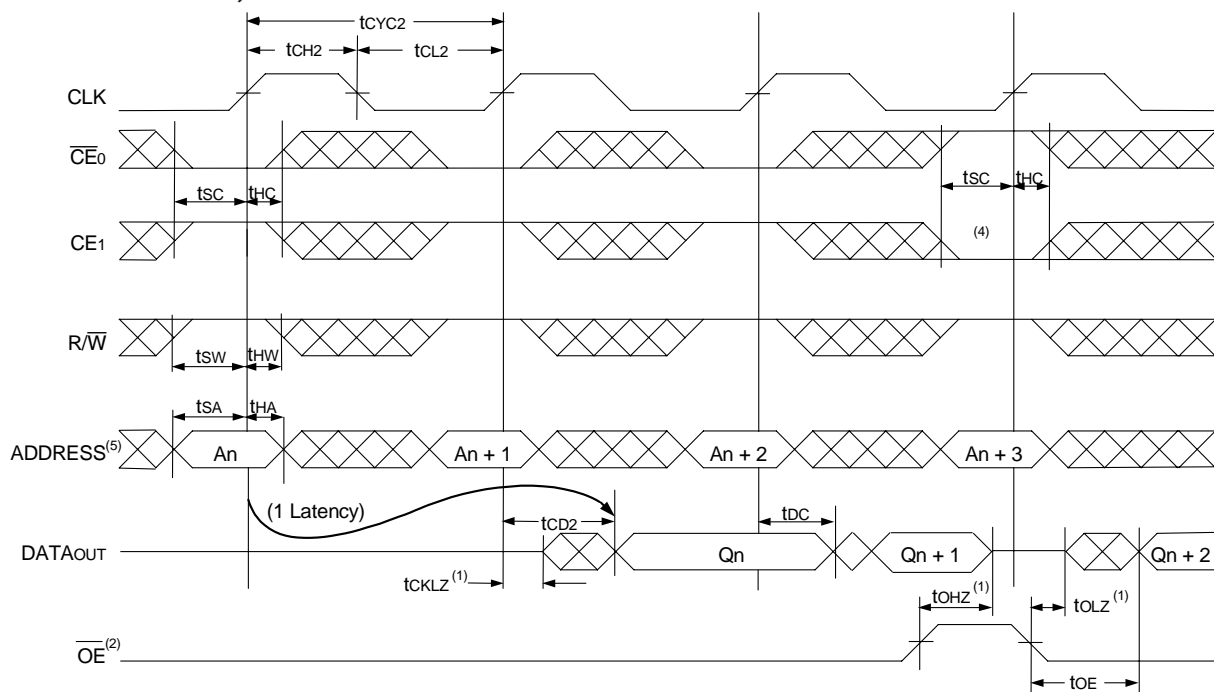 tCYC2
tCH2 tCL2
CLK
CE0
tSC tHC tSC tHC
CE1 (4)
R/W
tSW tHW
tSA tHA
ADDRESS(5) An An + 1 An + 2 An + 3
(1 Latency) tCD2 tDC
DATAOUT Qn Qn + 1 Qn + 2
tCKLZ (1) tOHZ (1) tOLZ (1)
OE(2)
tOE